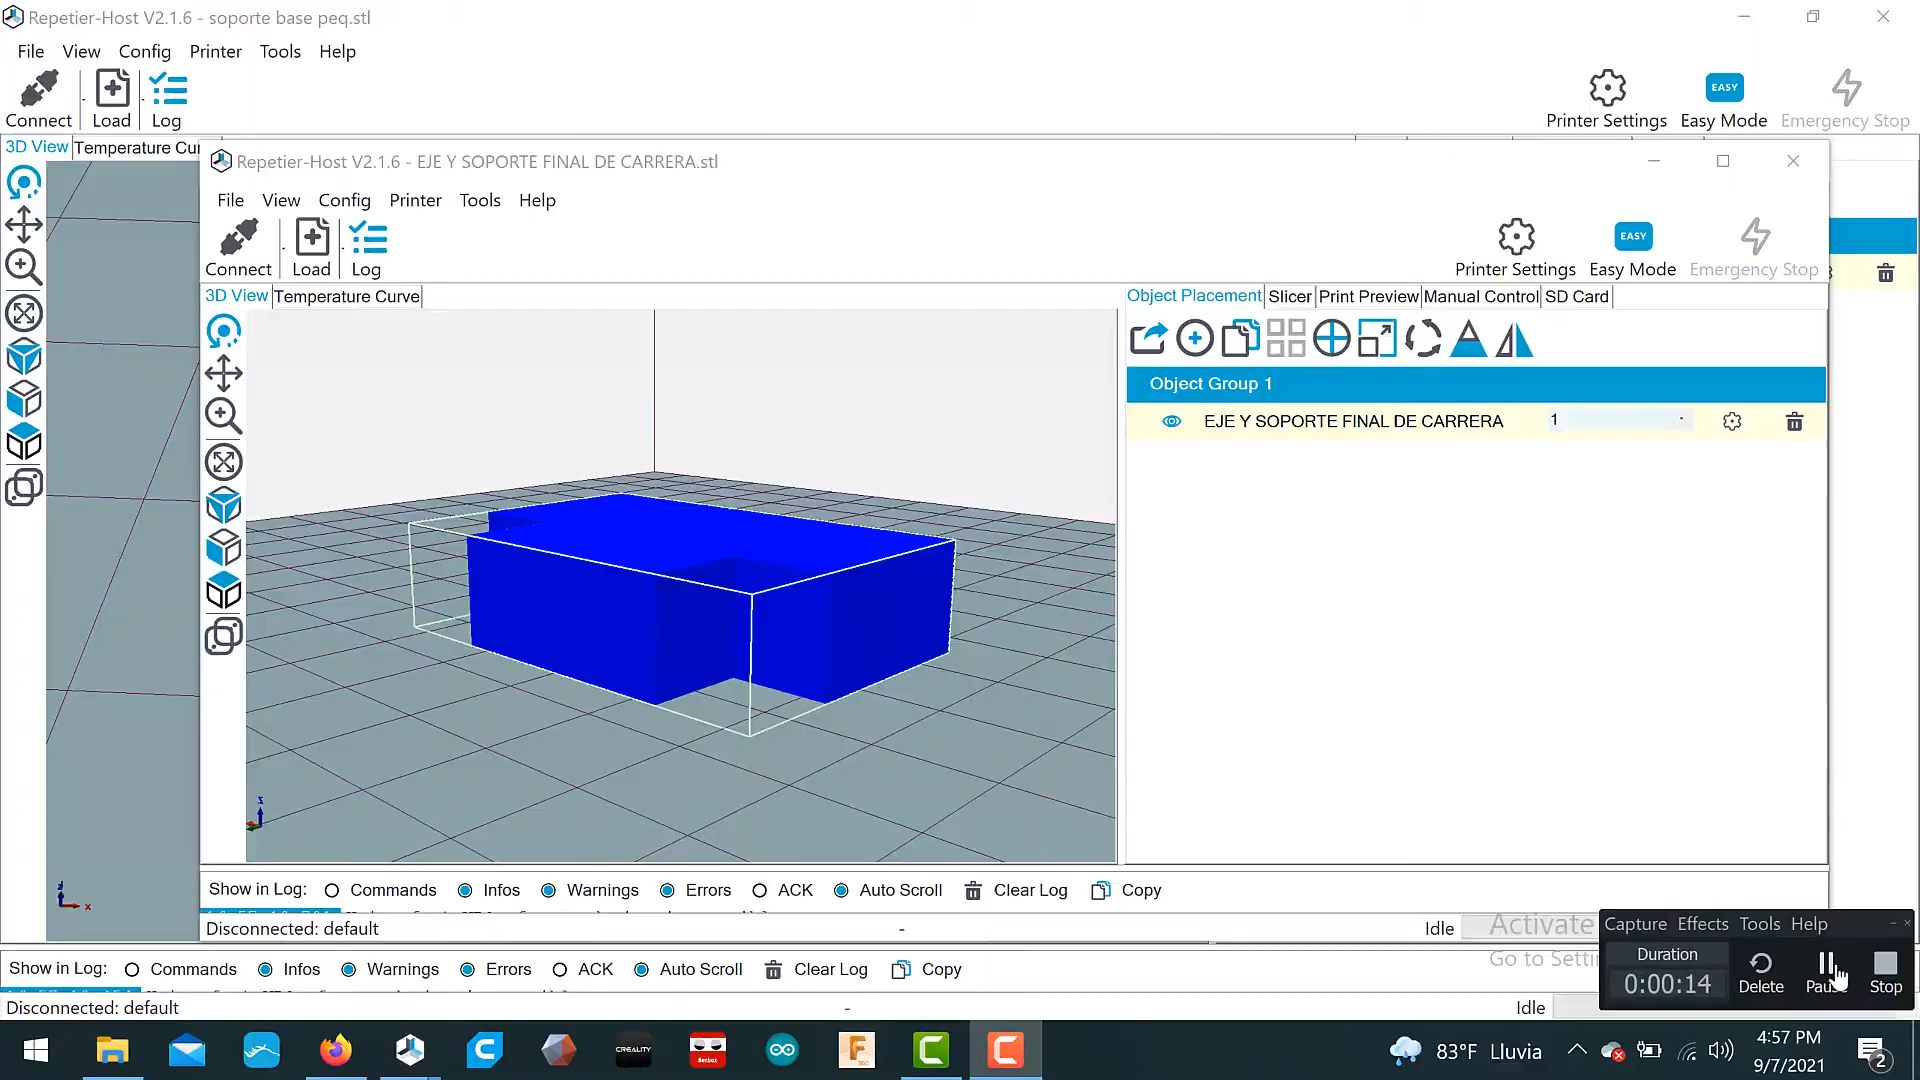 Repetier-Host V2.1.6 - soporte base peq.stl
File View Config Printer Tools Help
Connect Load Log
EASY
Printer Settings Easy Mode Emergency Stop
3D View Temperature Cur
Repetier-Host V2.1.6 - EJE Y SOPORTE FINAL DE CARRERA.stl
File View Config Printer Tools Help
EASY
Connect Load Log Printer Settings Easy Mode Emergency Stop
3D View Temperature Curve Object Placement Slicer Print Preview Manual Control SD Card
Object Group 1
EJE Y SOPORTE FINAL DE CARRERA 1
z
x
Show in Log: Commands Infos Warnings Errors ACK Auto Scroll Clear Log Copy
Disconnected: default - Idle
Activate
Go to Setti
Capture Effects Tools Help
Duration
0:00:14
Delete Pause Stop
Show in Log: Commands Infos Warnings Errors ACK Auto Scroll Clear Log Copy
Disconnected: default - Idle
CREALITY
83°F Lluvia
4:57 PM
9/7/2021
2